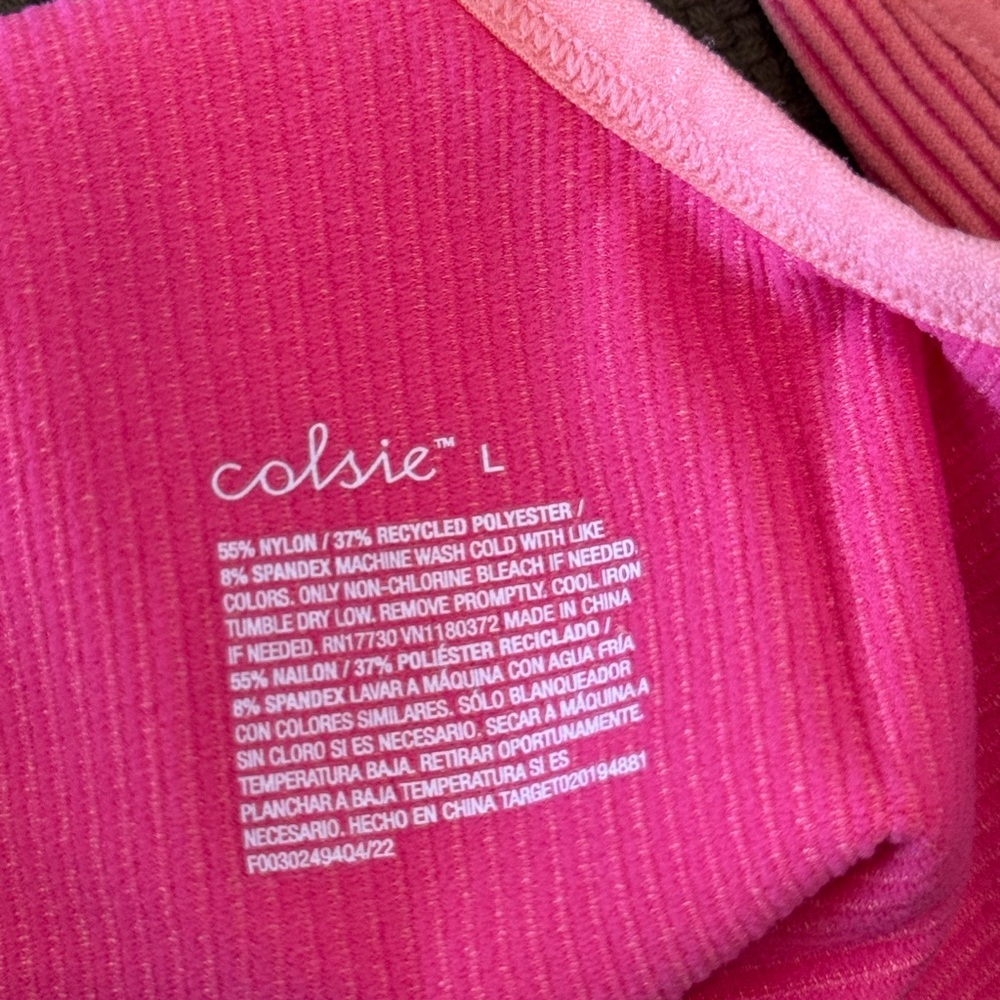 colsie™ L
55% NYLON / 37% RECYCLED POLYESTER /
8% SPANDEX MACHINE WASH COLD WITH LIKE
COLORS. ONLY NON-CHLORINE BLEACH IF NEEDED.
TUMBLE DRY LOW. REMOVE PROMPTLY. COOL IRON
IF NEEDED. RN17730 VN1180372 MADE IN CHINA
55% NAILON / 37% POLIÉSTER RECICLADO /
8% SPANDEX LAVAR A MÁQUINA CON AGUA FRÍA
CON COLORES SIMILARES. SÓLO BLANQUEADOR
SIN CLORO SI ES NECESARIO. SECAR A MÁQUINA A
TEMPERATURA BAJA. RETIRAR OPORTUNAMENTE.
PLANCHAR A BAJA TEMPERATURA SI ES
NECESARIO. HECHO EN CHINA TARGET020194881
F00302494Q4/22